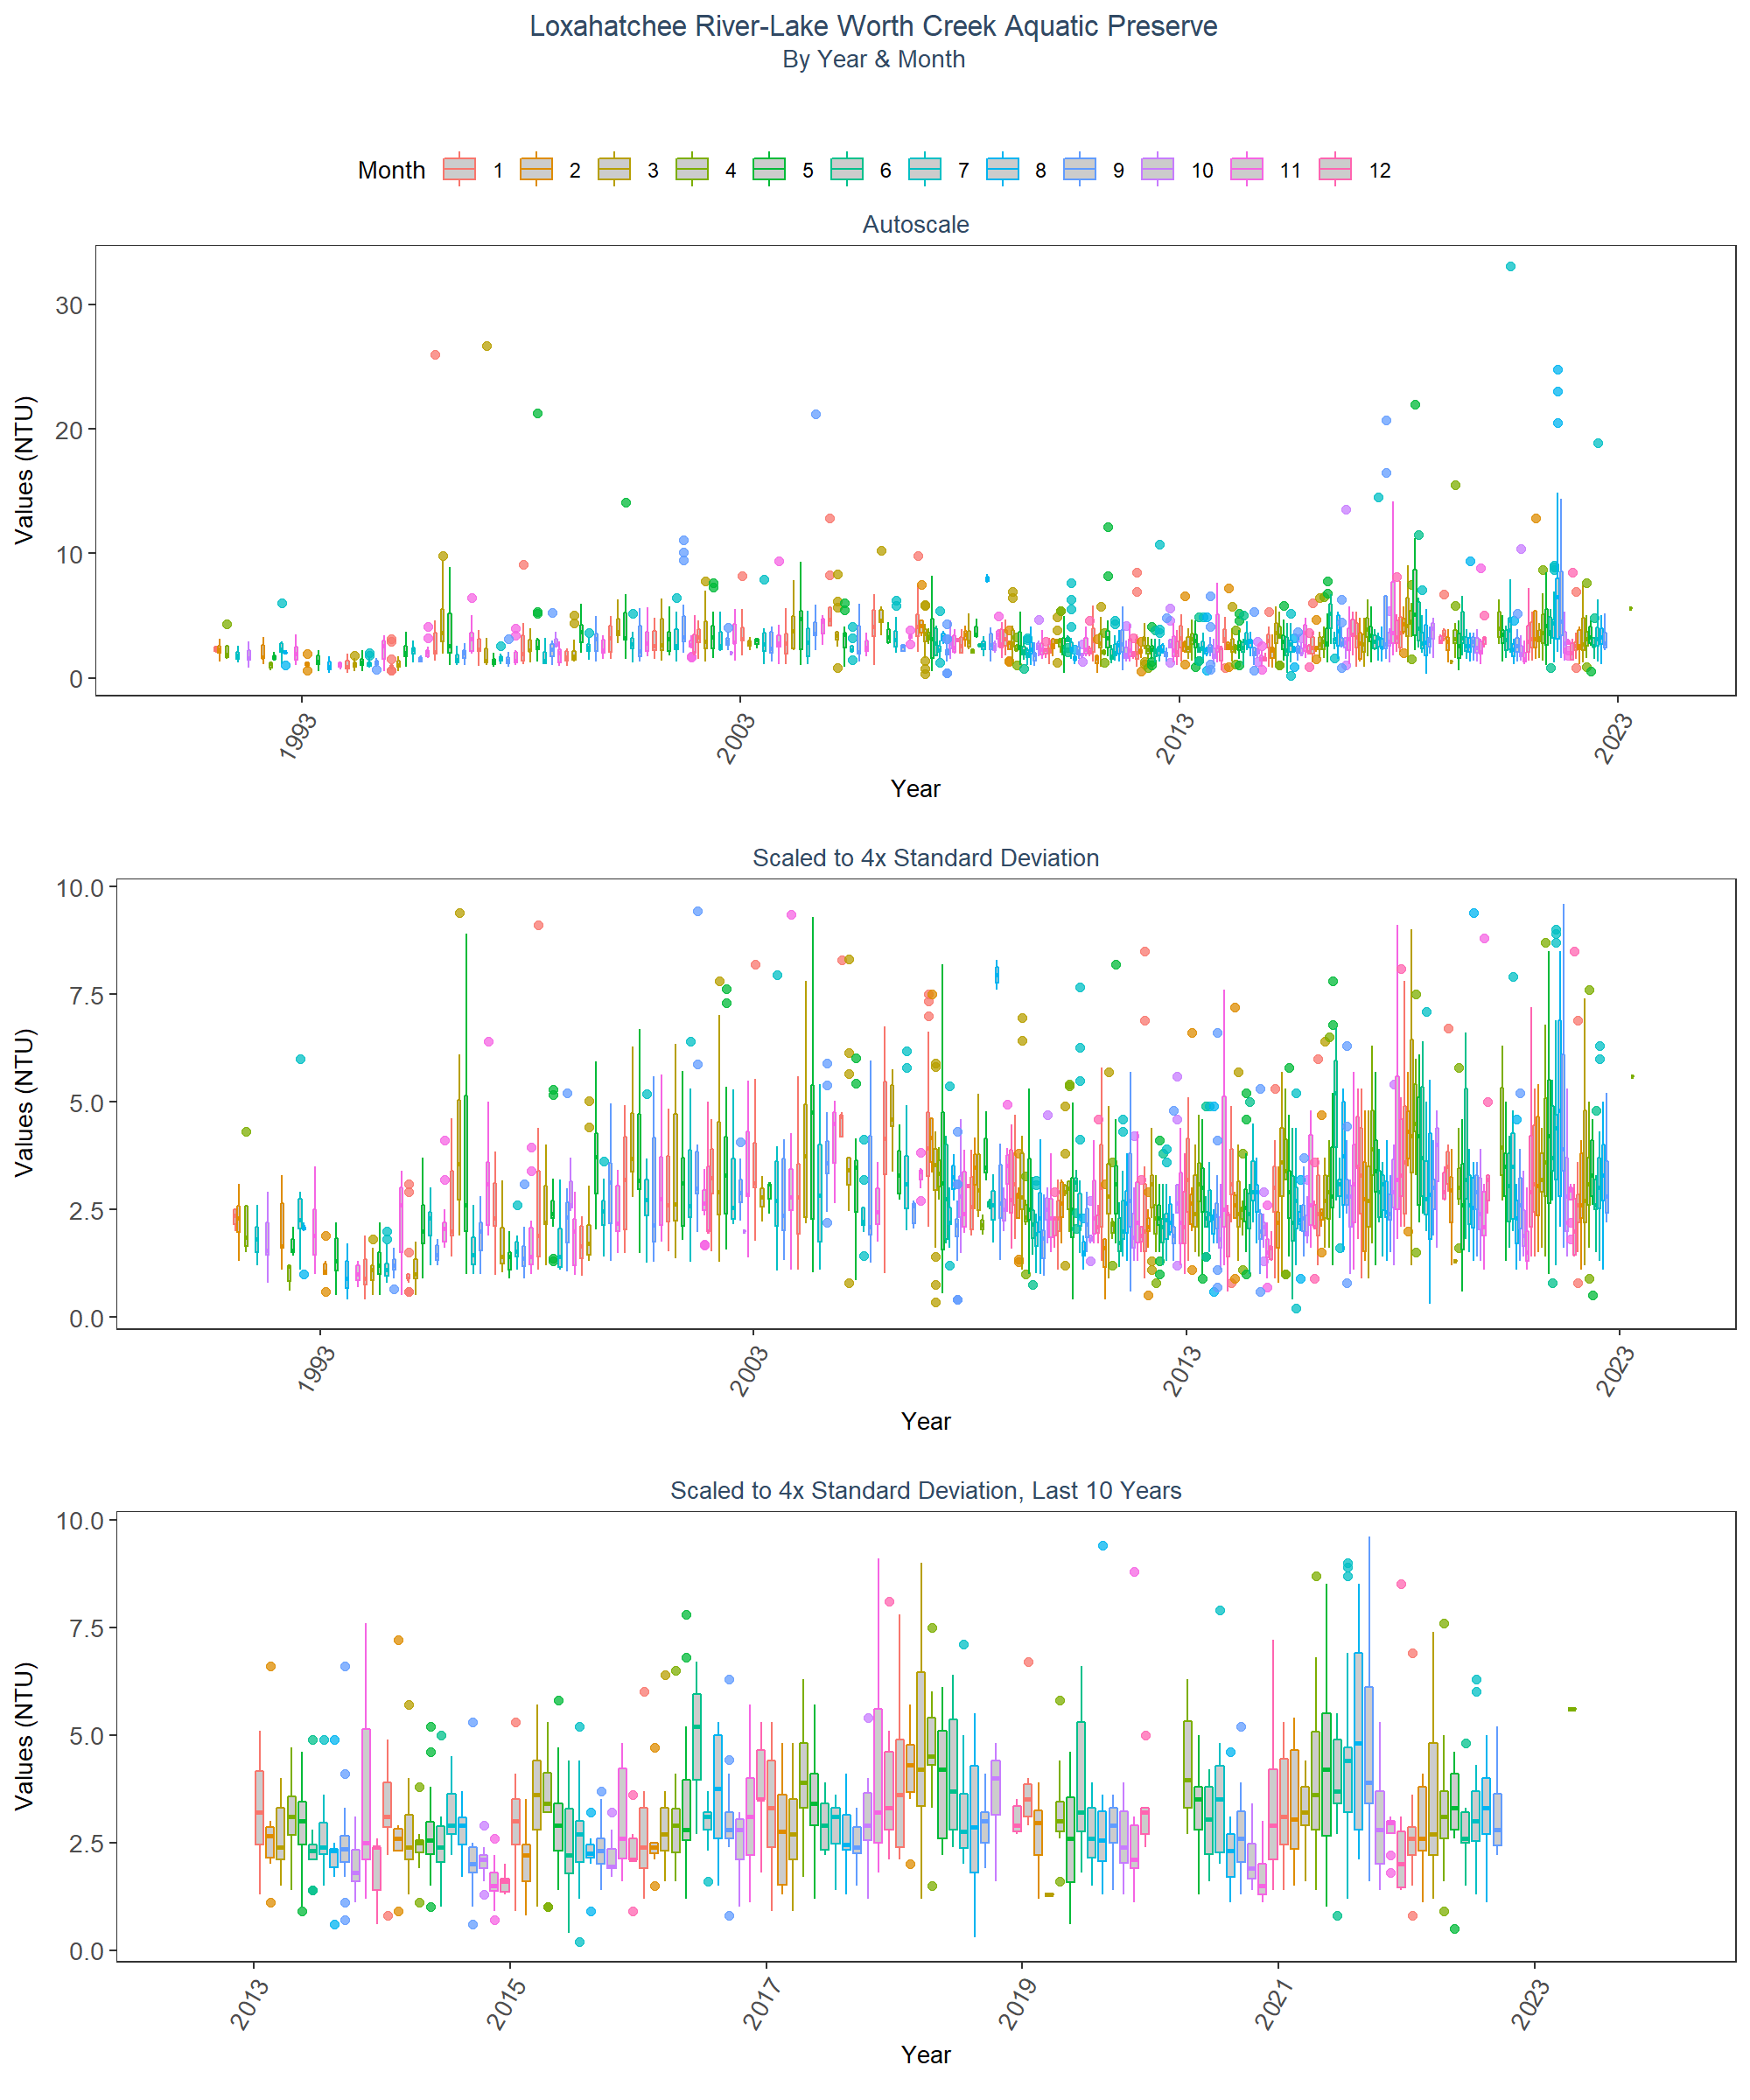 Loxahatchee River-Lake Worth Creek Aquatic Preserve
By Year & Month
Month 1 2 3 4 5 6 7 8 9 10 11 12
Autoscale
Values (NTU)
30
20
10
0
1993 2003 2013 2023
Year
Scaled to 4x Standard Deviation
Values (NTU)
10.0
7.5
5.0
2.5
0.0
1993 2003 2013 2023
Year
Scaled to 4x Standard Deviation, Last 10 Years
Values (NTU)
10.0
7.5
5.0
2.5
0.0
2013 2015 2017 2019 2021 2023
Year